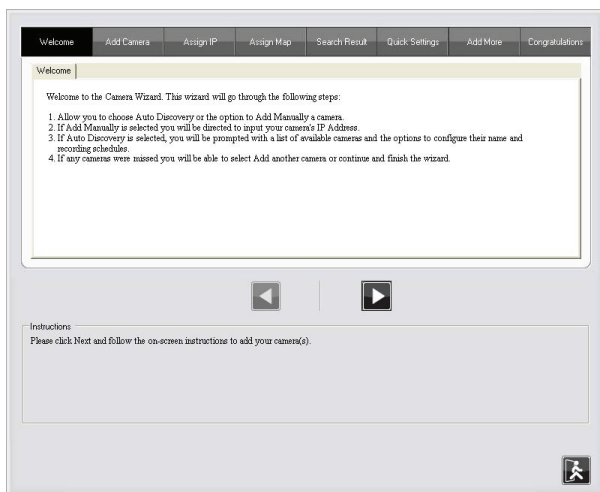 Welcome
Add Camera
Assign IP
Assign Map
Search Result
Quick Settings
Add More
Congratulations
Welcome
Welcome to the Camera Wizard. This wizard will go through the following steps:
1. Allow you to choose Auto Discovery or the option to Add Manually a camera.
2. If Add Manually is selected you will be directed to input your camera's IP Address.
3. If Auto Discovery is selected, you will be prompted with a list of available cameras and the options to configure their name and
recording schedules.
4. If any cameras were missed you will be able to select Add another camera or continue and finish the wizard.
Instructions
Please click Next and follow the on-screen instructions to add your camera(s).